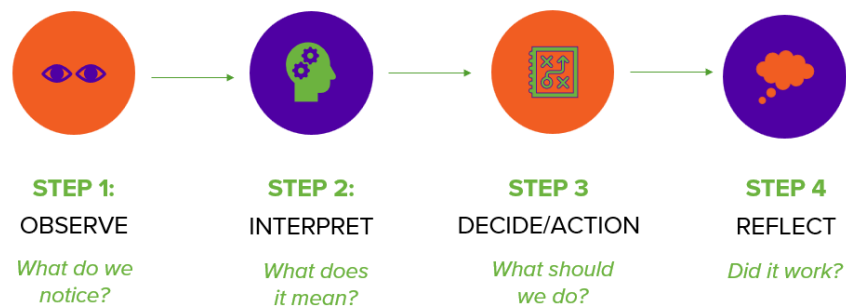 STEP 1:
OBSERVE
What do we
notice?
STEP 2:
INTERPRET
What does
it mean?
STEP 3
DECIDE/ACTION
What should
we do?
STEP 4
REFLECT
Did it work?